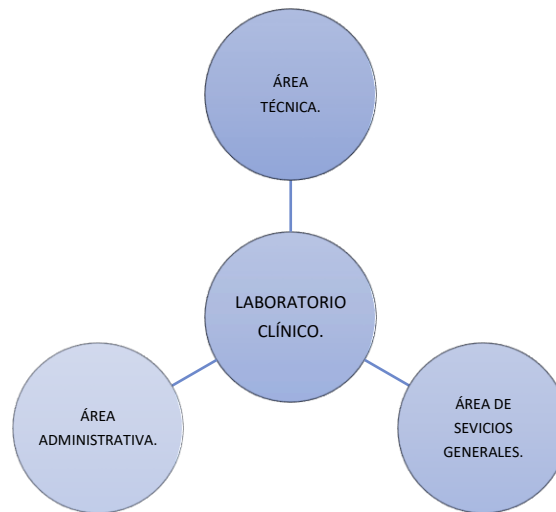 ÁREA
TÉCNICA.
LABORATORIO
CLÍNICO.
ÁREA
ADMINISTRATIVA.
ÁREA DE
SEVICIOS
GENERALES.